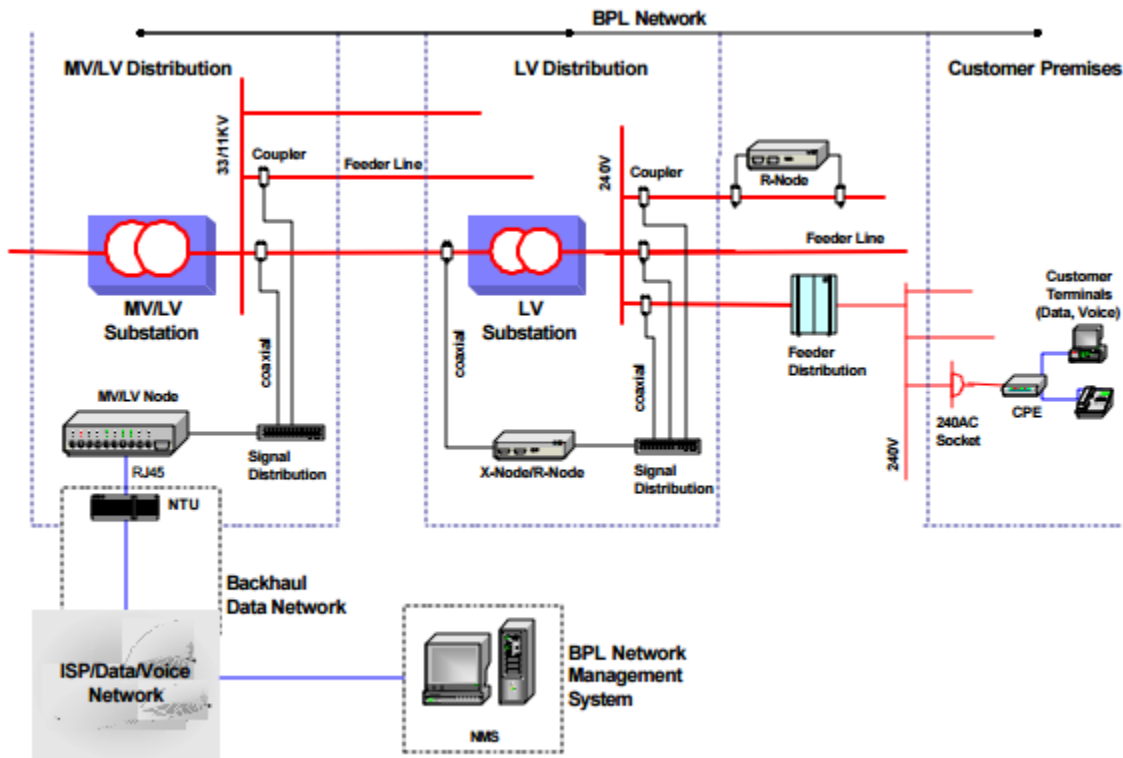 BPL Network
MV/LV Distribution
LV Distribution
Customer Premises
33/11KV
Coupler
Feeder Line
240V
Coupler
R-Node
Feeder Line
MV/LV
Substation
LV
Substation
Feeder
Distribution
Customer
Terminals
(Data, Voice)
coaxial
coaxial
coaxial
MV/LV Node
Signal
Distribution
X-Node/R-Node
Signal
Distribution
240V
240AC
Socket
CPE
RJ45
NTU
Backhaul
Data Network
ISP/Data/Voice
Network
BPL Network
Management
System
NMS